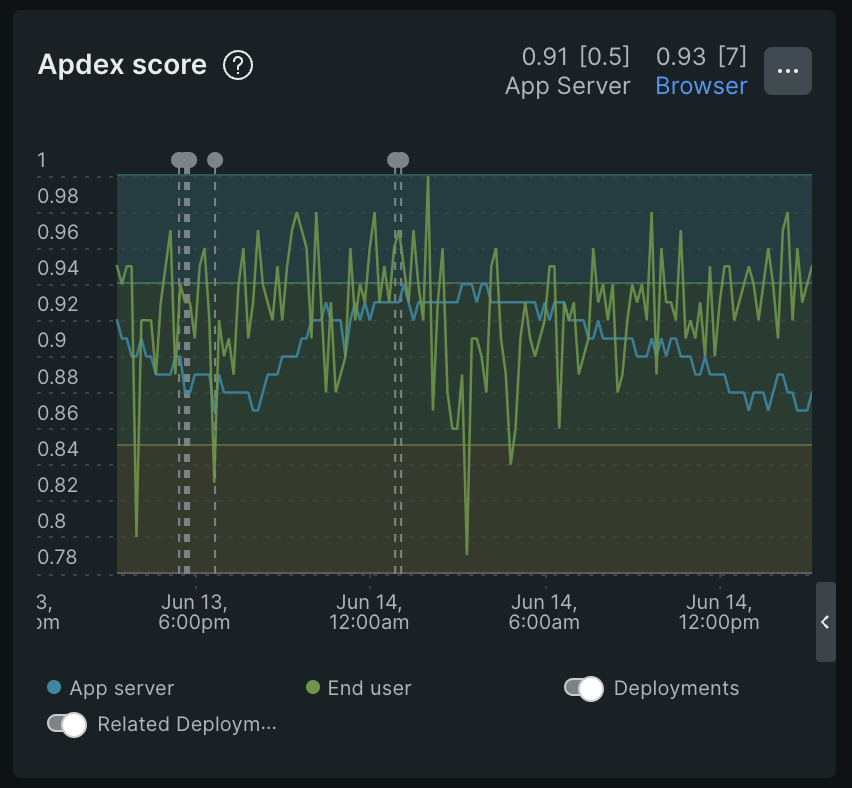 Apdex score ?
0.91 [0.5] 0.93 [7]
App Server Browser
1
0.98
0.96
0.94
0.92
0.9
0.88
0.86
0.84
0.82
0.8
0.78
3,
pm
Jun 13,
6:00pm
Jun 14,
12:00am
Jun 14,
6:00am
Jun 14,
12:00pm
App server
End user
Deployments
Related Deploym...